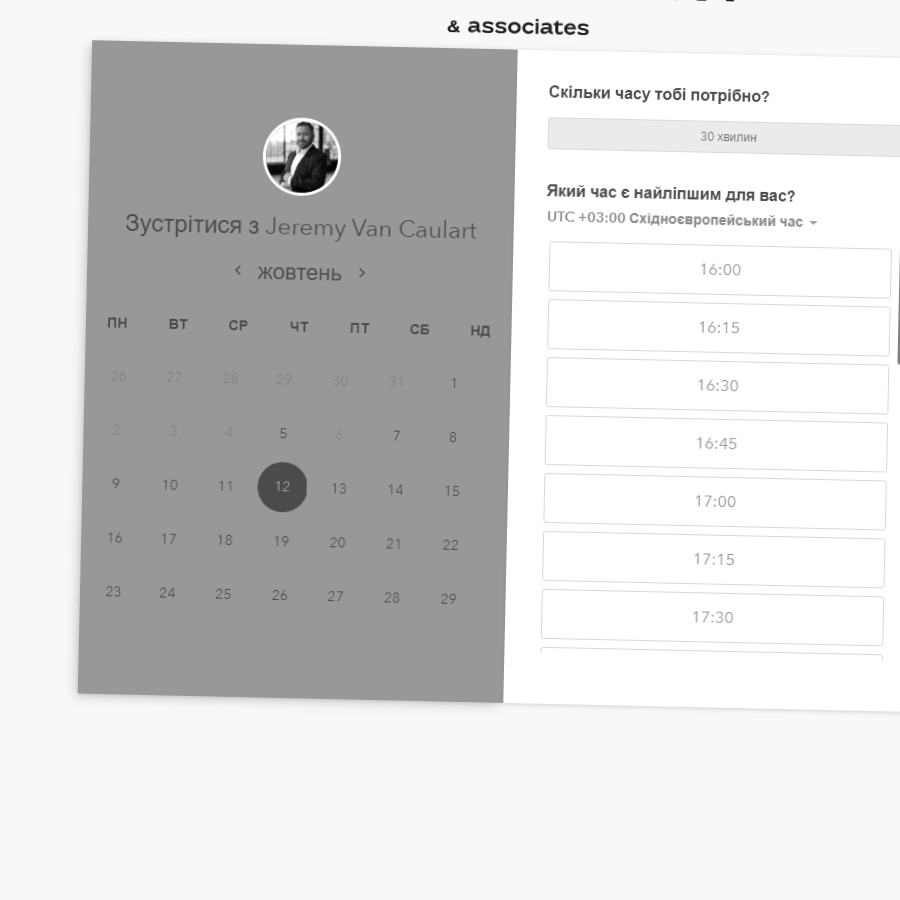 & associates
Зустрітися з Jeremy Van Caulart
жовтень
ПН ВТ СР ЧТ ПТ СБ НД
26 27 28 29 30 31 1
2 3 4 5 6 7 8
9 10 11 12 13 14 15
16 17 18 19 20 21 22
23 24 25 26 27 28 29
Скільки часу тобі потрібно?
30 хвилин
Який час є найліпшим для вас?
UTC +03:00 Східноєвропейський час
16:00
16:15
16:30
16:45
17:00
17:15
17:30